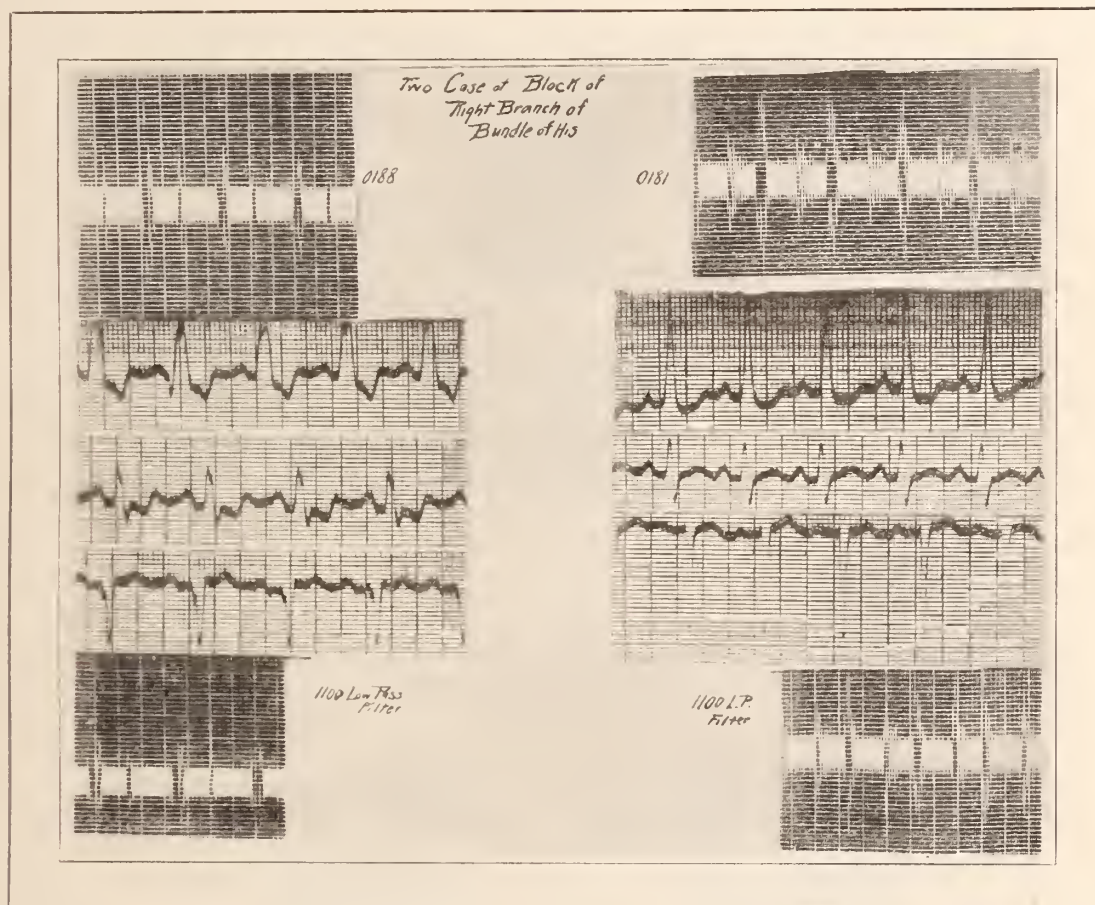 Two Case of Block of
Right Branch of
Bundle of His
0188
0181
1100 Low Pass
Filter
1100 L.P.
Filter